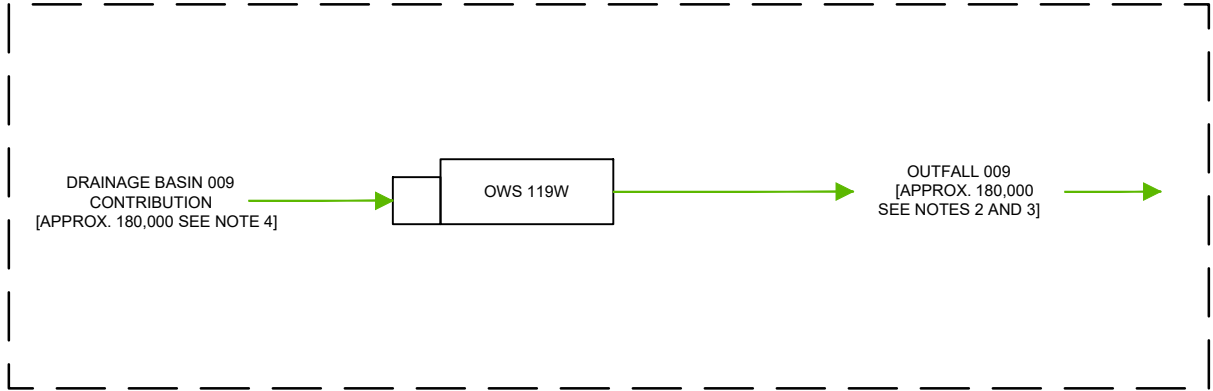 DRAINAGE BASIN 009
CONTRIBUTION
[APPROX. 180,000 SEE NOTE 4]
OWS 119W
OUTFALL 009
[APPROX. 180,000
SEE NOTES 2 AND 3]